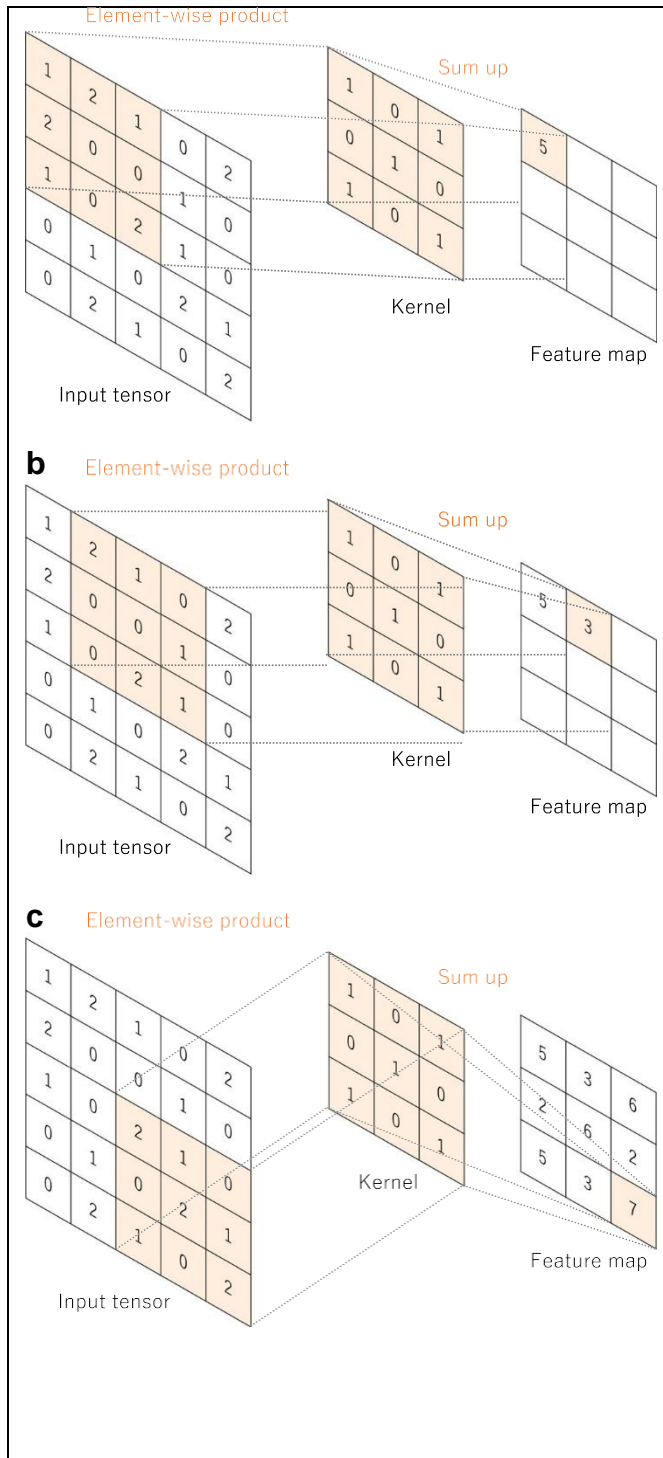 Element-wise product
Sum up
1 2 1 0 2
2 0 0 1 0
1 0 2 1 0
0 1 0 2 1
0 2 1 0 2
1 0 1
0 1 0
1 0 1
5
Kernel
Feature map
Input tensor
b Element-wise product
Sum up
1 2 1 0 2
2 0 0 1 0
1 0 2 1 0
0 1 0 2 1
0 2 1 0 2
1 0 1
0 1 0
1 0 1
5 3
Kernel
Feature map
Input tensor
c Element-wise product
Sum up
1 2 1 0 2
2 0 0 1 0
1 0 2 1 0
0 1 0 2 1
0 2 1 0 2
1 0 1
0 1 0
1 0 1
5 3 6
2 6 2
5 3 7
Kernel
Feature map
Input tensor